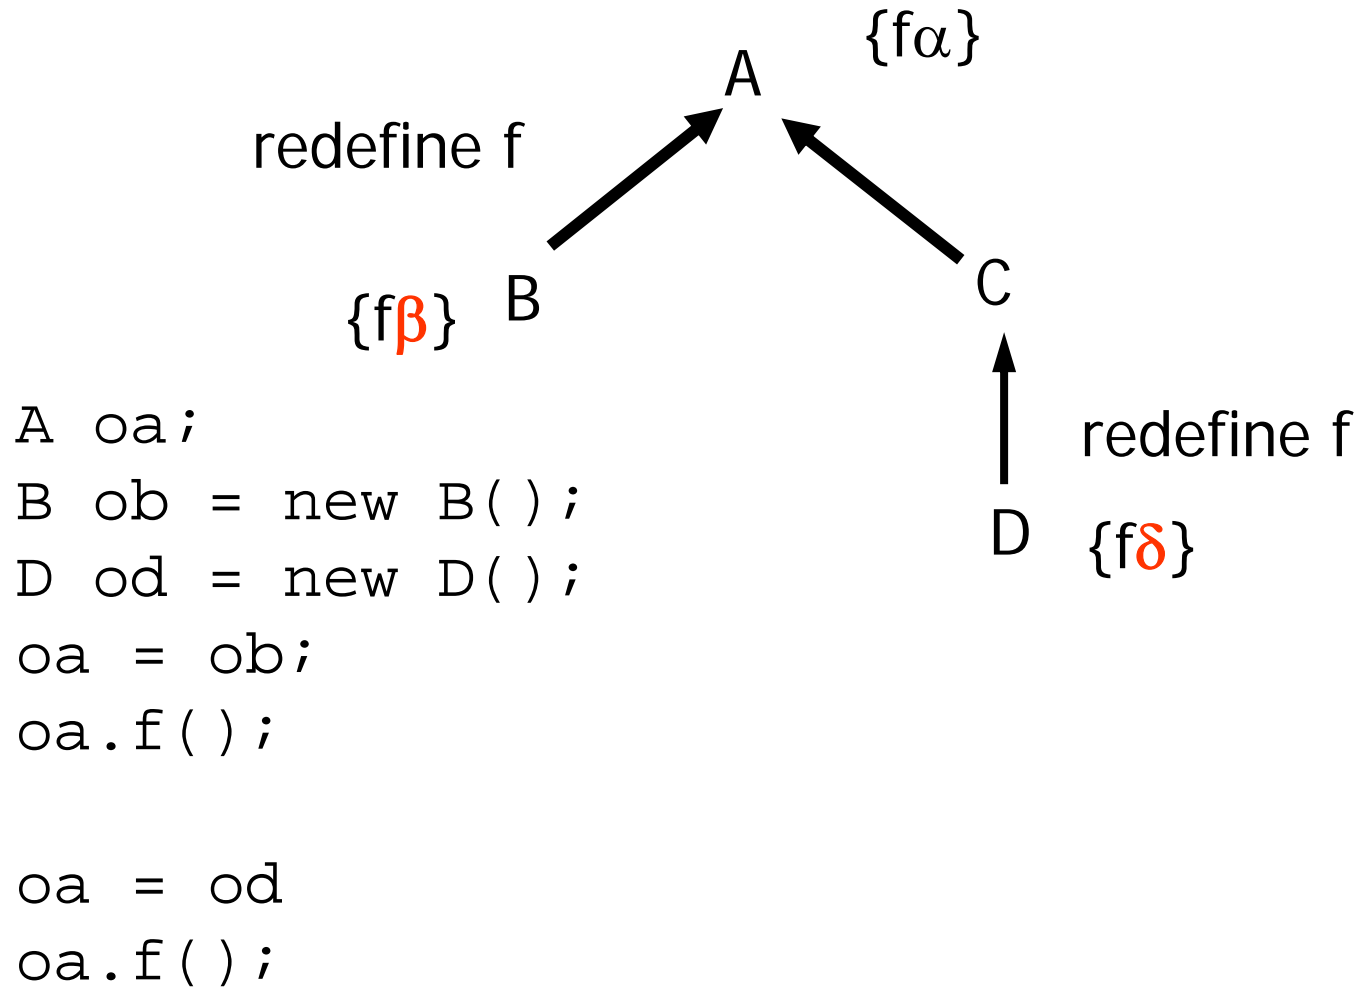 {fα}
A
redefine f
B
{fβ}
C
redefine f
D
{fδ}
A oa;
B ob = new B();
D od = new D();
oa = ob;
oa.f();
oa = od
oa.f();